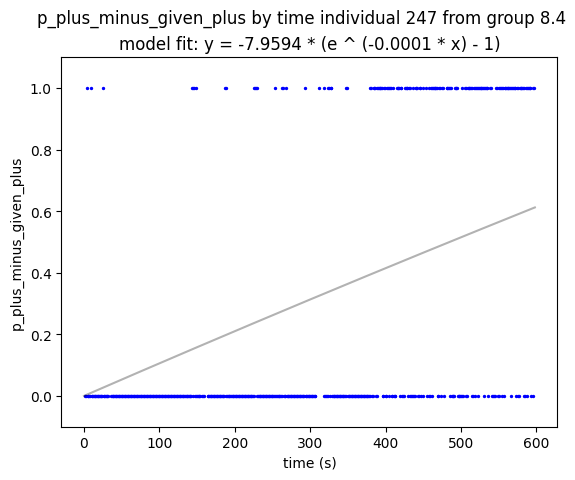 p_plus_minus_given_plus by time individual 247 from group 8.4
model fit: y = -7.9594 * (e ^ (-0.0001 * x) - 1)
1.0
0.8
0.6
0.4
0.2
0.0
p_plus_minus_given_plus
0 100 200 300 400 500 600
time (s)